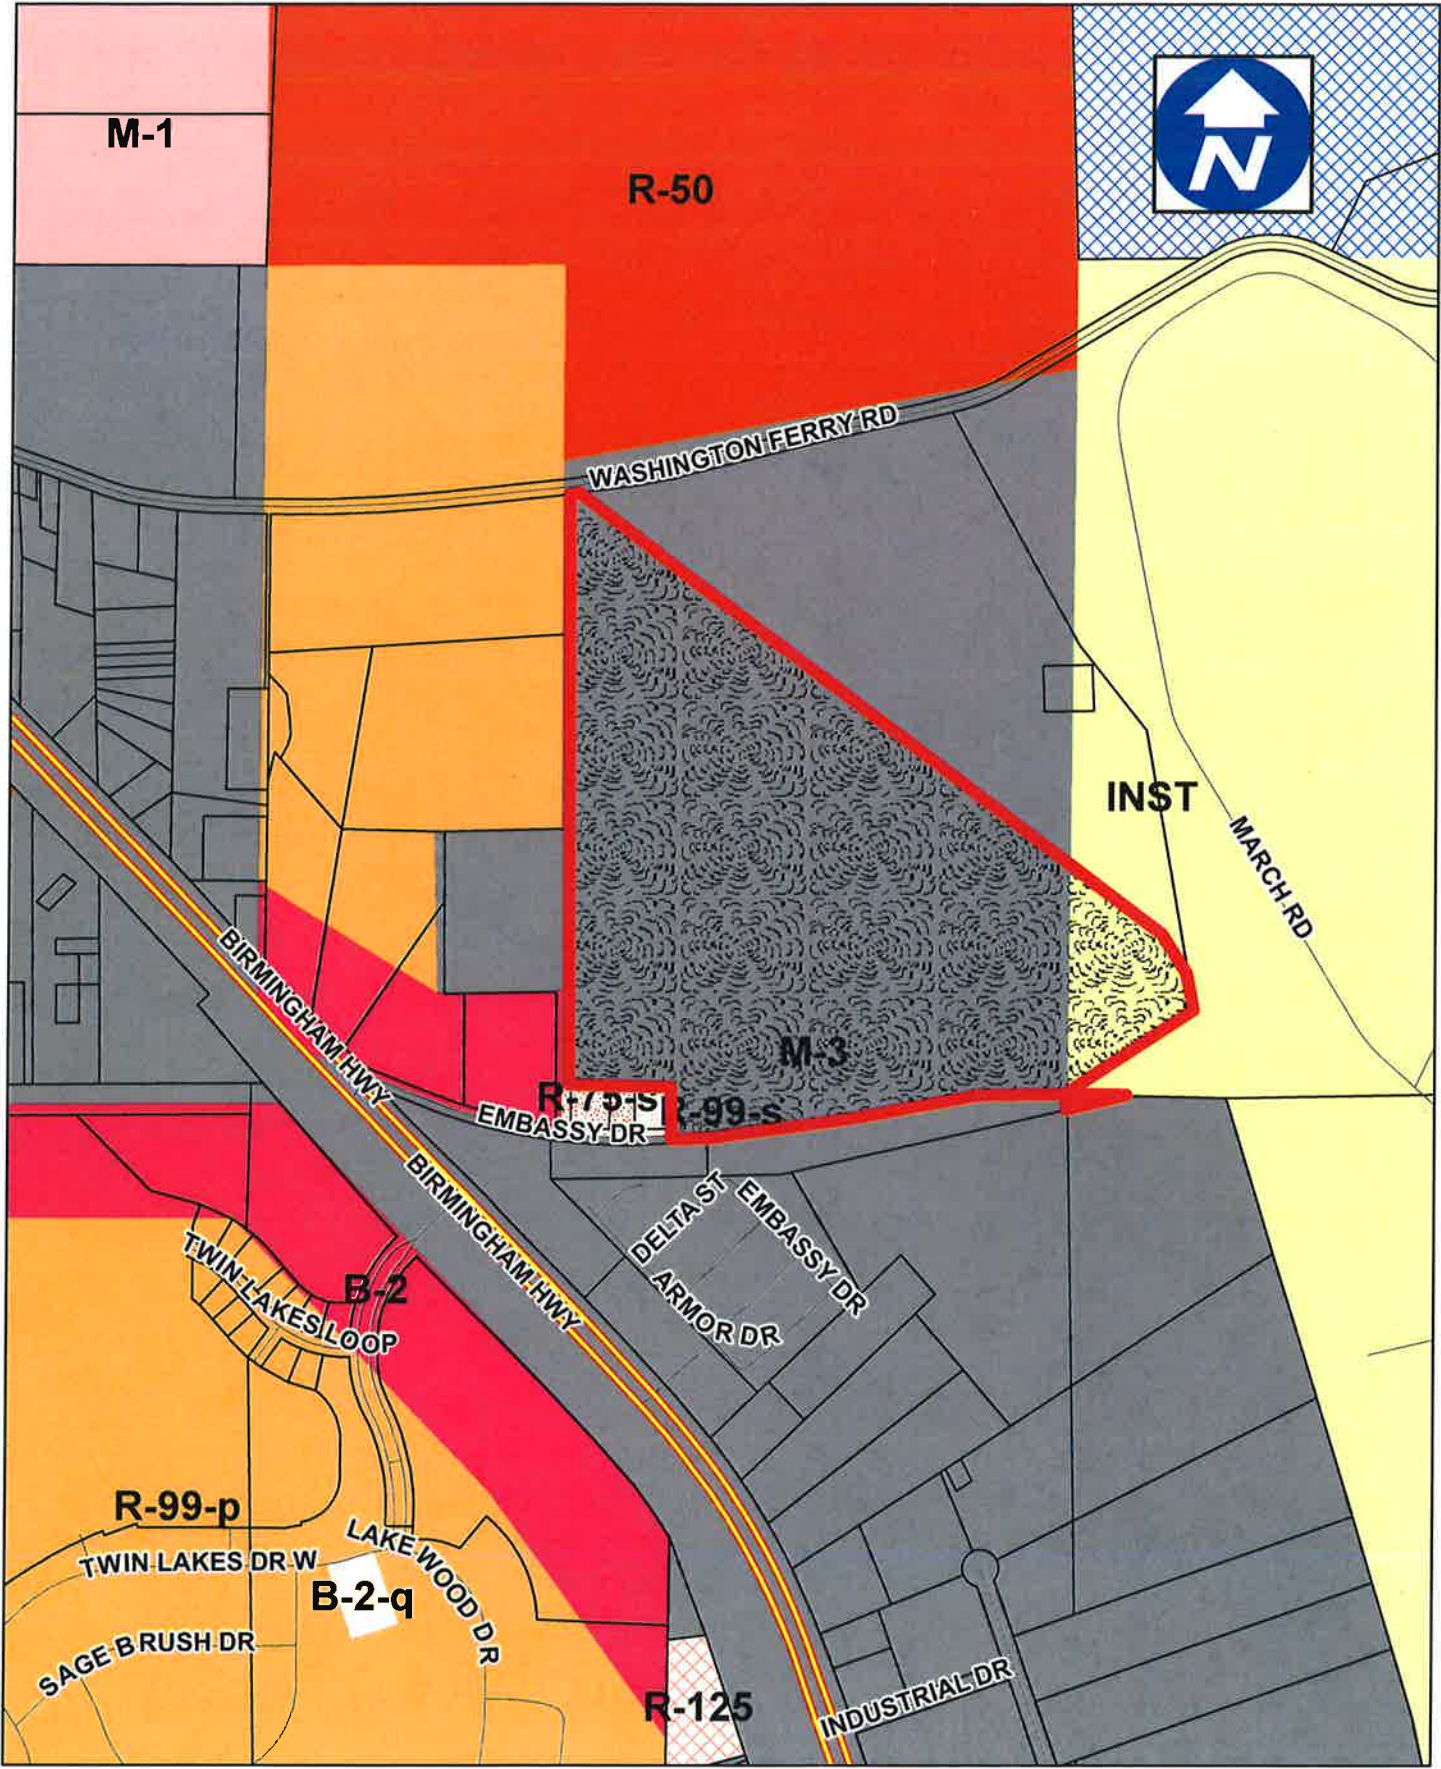 M-1
N
R-50
WASHINGTON FERRY RD
INST
MARCH RD
BIRMINGHAM HWY
M-3
R-75-s
R-99-s
EMBASSY DR
BIRMINGHAM HWY
DELTA ST
EMBASSY DR
TWIN LAKES LOOP
B-2
ARMOR DR
R-99-p
LAKE WOOD DR
TWIN LAKES DR W
B-2-q
SAGE BRUSH DR
R-125
INDUSTRIAL DR